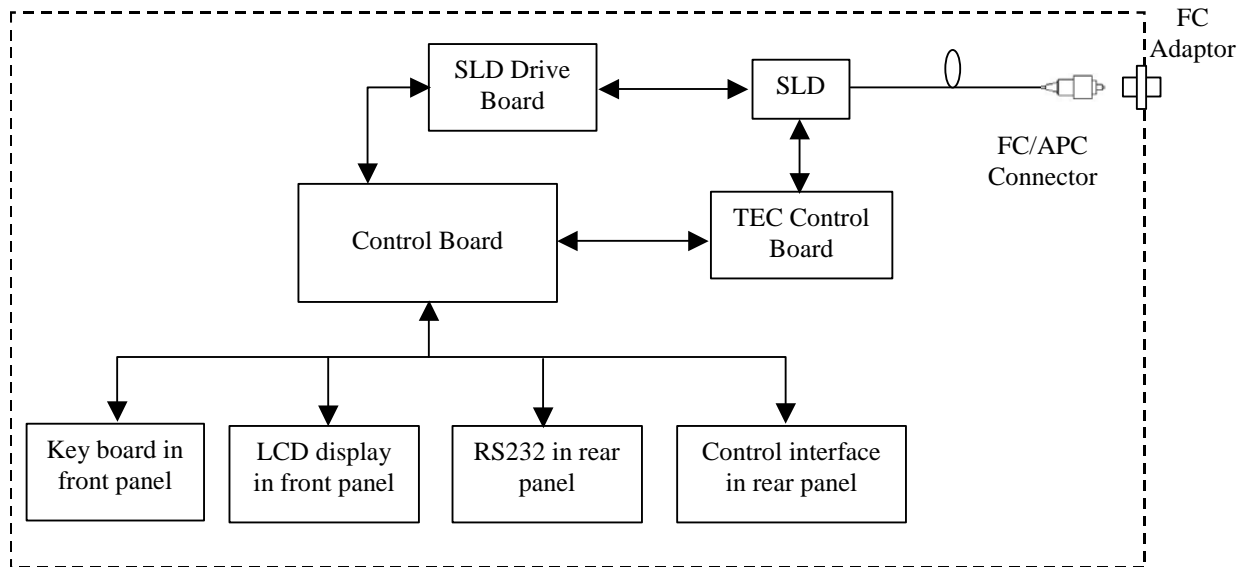 FC
Adaptor
SLD Drive
Board
SLD
FC/APC
Connector
Control Board
TEC Control
Board
Key board in
front panel
LCD display
in front panel
RS232 in rear
panel
Control interface
in rear panel